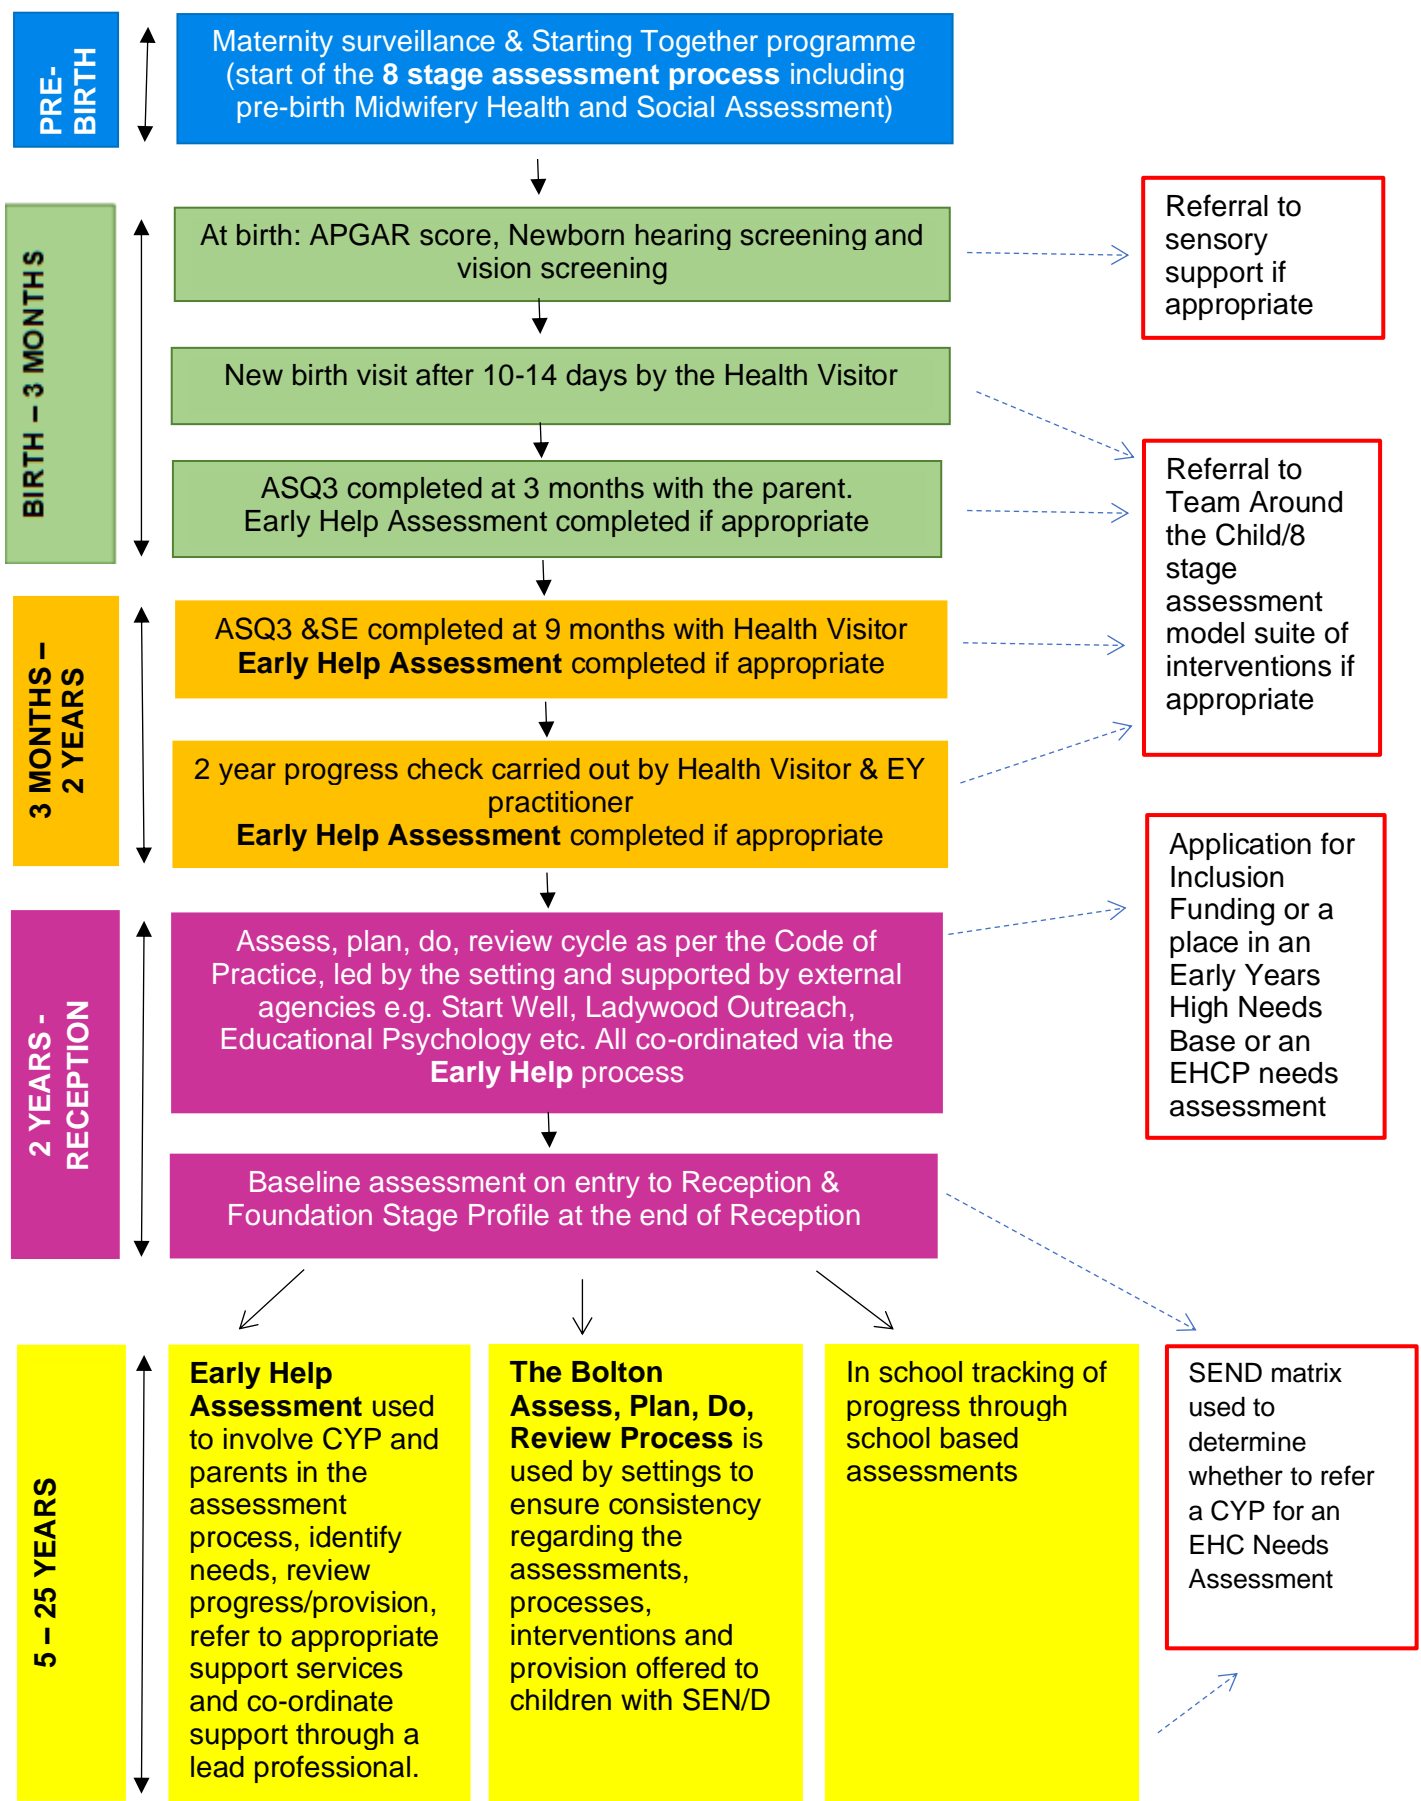 PRE-
BIRTH
Maternity surveillance & Starting Together programme
(start of the 8 stage assessment process including
pre-birth Midwifery Health and Social Assessment)
BIRTH – 3 MONTHS
At birth: APGAR score, Newborn hearing screening and
vision screening
Referral to
sensory
support if
appropriate
New birth visit after 10-14 days by the Health Visitor
ASQ3 completed at 3 months with the parent.
Early Help Assessment completed if appropriate
Referral to
Team Around
the Child/8
stage
assessment
model suite of
interventions if
appropriate
3 MONTHS –
2 YEARS
ASQ3 &SE completed at 9 months with Health Visitor
Early Help Assessment completed if appropriate
2 year progress check carried out by Health Visitor & EY
practitioner
Early Help Assessment completed if appropriate
Application for
Inclusion
Funding or a
place in an
Early Years
High Needs
Base or an
EHCP needs
assessment
2 YEARS -
RECEPTION
Assess, plan, do, review cycle as per the Code of
Practice, led by the setting and supported by external
agencies e.g. Start Well, Ladywood Outreach,
Educational Psychology etc. All co-ordinated via the
Early Help process
Baseline assessment on entry to Reception &
Foundation Stage Profile at the end of Reception
5 – 25 YEARS
Early Help
Assessment used
to involve CYP and
parents in the
assessment
process, identify
needs, review
progress/provision,
refer to appropriate
support services
and co-ordinate
support through a
lead professional.
The Bolton
Assess, Plan, Do,
Review Process is
used by settings to
ensure consistency
regarding the
assessments,
processes,
interventions and
provision offered to
children with SEN/D
In school tracking of
progress through
school based
assessments
SEND matrix
used to
determine
whether to refer
a CYP for an
EHC Needs
Assessment